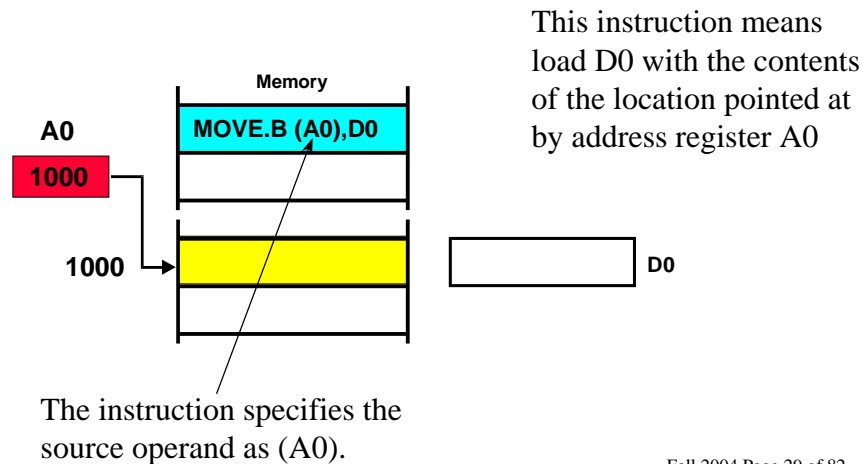 This instruction means
load D0 with the contents
of the location pointed at
by address register A0
Memory
A0
MOVE.B (A0),D0
1000
1000
D0
The instruction specifies the
source operand as (A0).
Fall 2004 Page 29 of 82